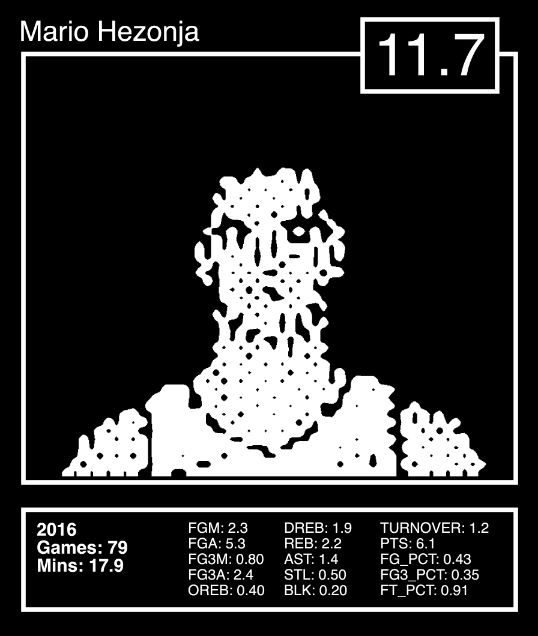 Mario Hezonja
11.7
2016
Games: 79
Mins: 17.9
FGM: 2.3
FGA: 5.3
FG3M: 0.80
FG3A: 2.4
OREB: 0.40
DREB: 1.9
REB: 2.2
AST: 1.4
STL: 0.50
BLK: 0.20
TURNOVER: 1.2
PTS: 6.1
FG_PCT: 0.43
FG3_PCT: 0.35
FT_PCT: 0.91